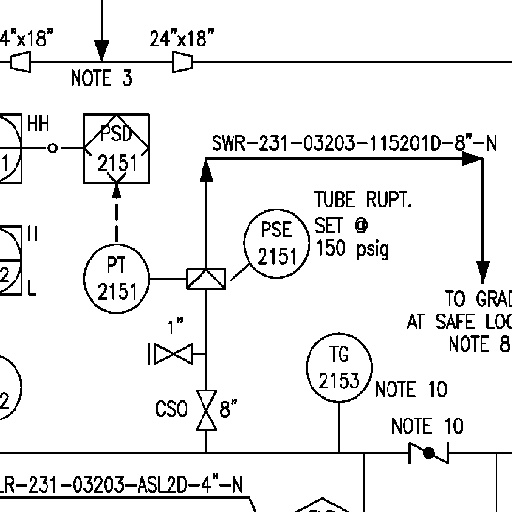 4"x18" 24"x18"
NOTE 3
HH
PSD
2151
1
SWR-231-03203-115201D-8"-N
TUBE RUPT.
SET @
150 psig
PSE
2151
PT
2151
2
L
TO GRAD
AT SAFE LOC
NOTE 8
1"
TG
2153
NOTE 10
2
CSO 8"
NOTE 10
LR-231-03203-ASL2D-4"-N